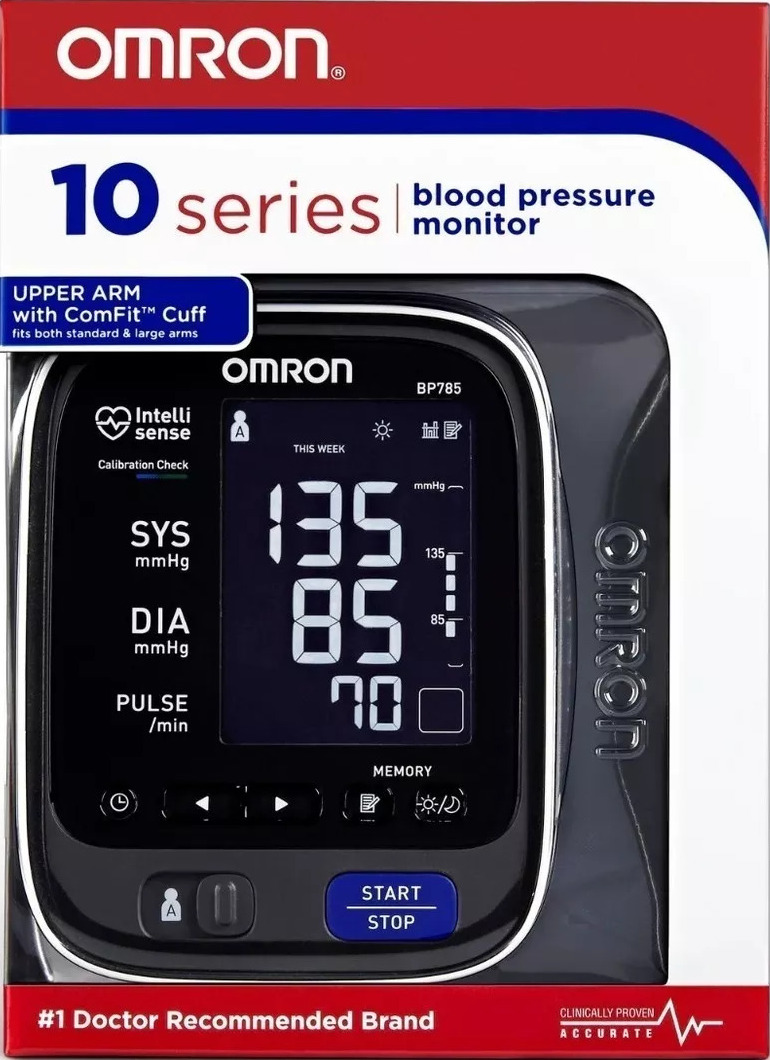 OMRON®
10 series
blood pressure
monitor
UPPER ARM
with ComFit™ Cuff
fits both standard & large arms
OMRON
BP785
Intelli
sense
Calibration Check
A
THIS WEEK
SYS
mmHg
135
mmHg
135
DIA
mmHg
85
85
PULSE
/min
70
MEMORY
A
START
STOP
OMRON
#1 Doctor Recommended Brand
CLINICALLY PROVEN
ACCURATE